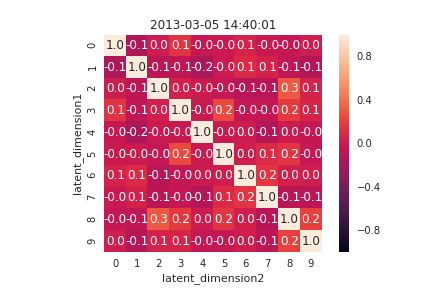 2013-03-05 14:40:01
0 1.0 -0.1 0.0 0.1 -0.0 -0.0 0.1 -0.0 -0.0 0.0
1 -0.1 1.0 -0.1 -0.1 -0.2 -0.0 0.1 0.1 -0.1 -0.1
2 0.0 -0.1 1.0 0.0 -0.0 -0.0 -0.1 -0.1 0.3 0.1
3 0.1 -0.1 0.0 1.0 -0.0 0.2 -0.0 -0.0 0.2 0.1
4 -0.0 -0.2 -0.0 -0.0 1.0 -0.0 0.0 -0.1 0.0 -0.0
5 -0.0 -0.0 -0.0 0.2 -0.0 1.0 0.0 0.1 0.2 -0.0
6 0.1 0.1 -0.1 -0.0 0.0 0.0 1.0 0.2 0.0 0.0
7 -0.0 0.1 -0.1 -0.0 -0.1 0.1 0.2 1.0 -0.1 -0.1
8 -0.0 -0.1 0.3 0.2 0.0 0.2 0.0 -0.1 1.0 0.2
9 0.0 -0.1 0.1 0.1 -0.0 -0.0 0.0 -0.1 0.2 1.0
0 1 2 3 4 5 6 7 8 9
latent_dimension1
latent_dimension2
0.8
0.4
0.0
-0.4
-0.8